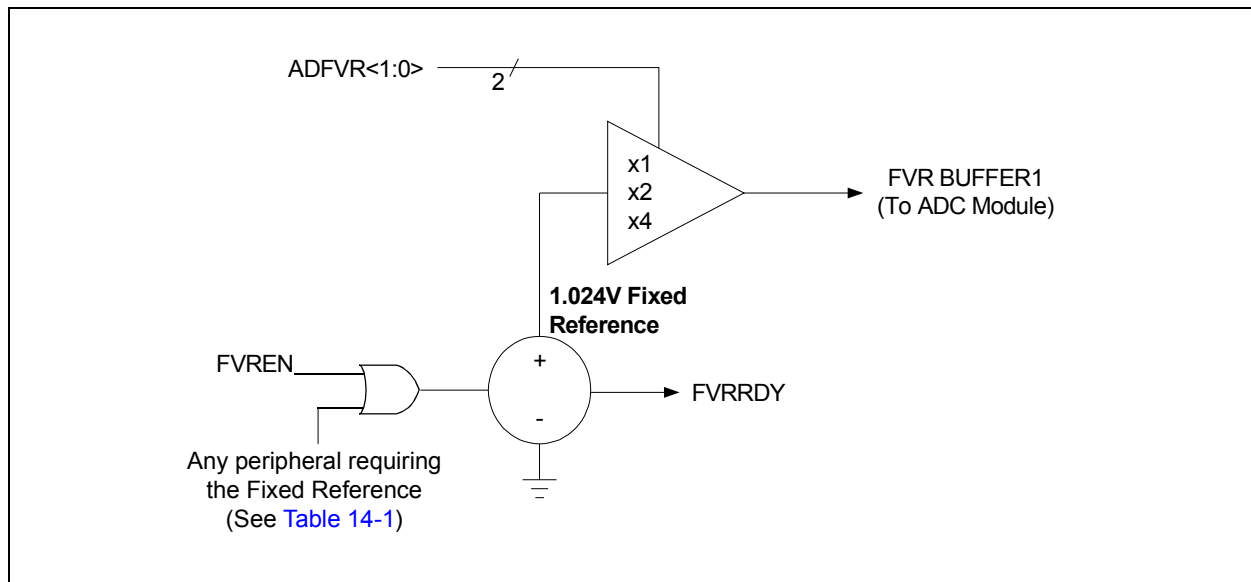 ADFVR<1:0>
2
x1
x2
x4
FVR BUFFER1
(To ADC Module)
1.024V Fixed
Reference
FVREN
+
-
FVRRDY
Any peripheral requiring
the Fixed Reference
(See Table 14-1)